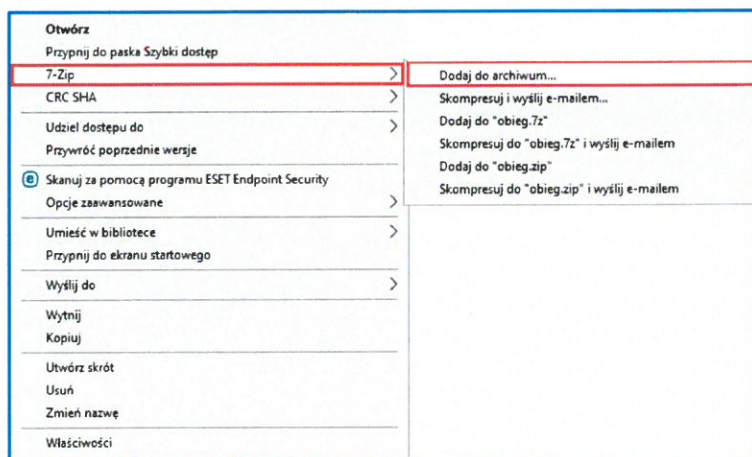 Otwórz
Przypnij do paska Szybki dostęp
7-Zip
CRC SHA
Udziel dostępu do
Przywróć poprzednie wersje
Skanuj za pomocą programu ESET Endpoint Security
Opcje zaawansowane
Umieść w bibliotece
Przypnij do ekranu startowego
Wyślij do
Wytnij
Kopiuj
Utwórz skrót
Usuń
Zmień nazwę
Właściwości
Dodaj do archiwum...
Skompresuj i wyślij e-mailem...
Dodaj do "obieg.7z"
Skompresuj do "obieg.7z" i wyślij e-mailem
Dodaj do "obieg.zip"
Skompresuj do "obieg.zip" i wyślij e-mailem